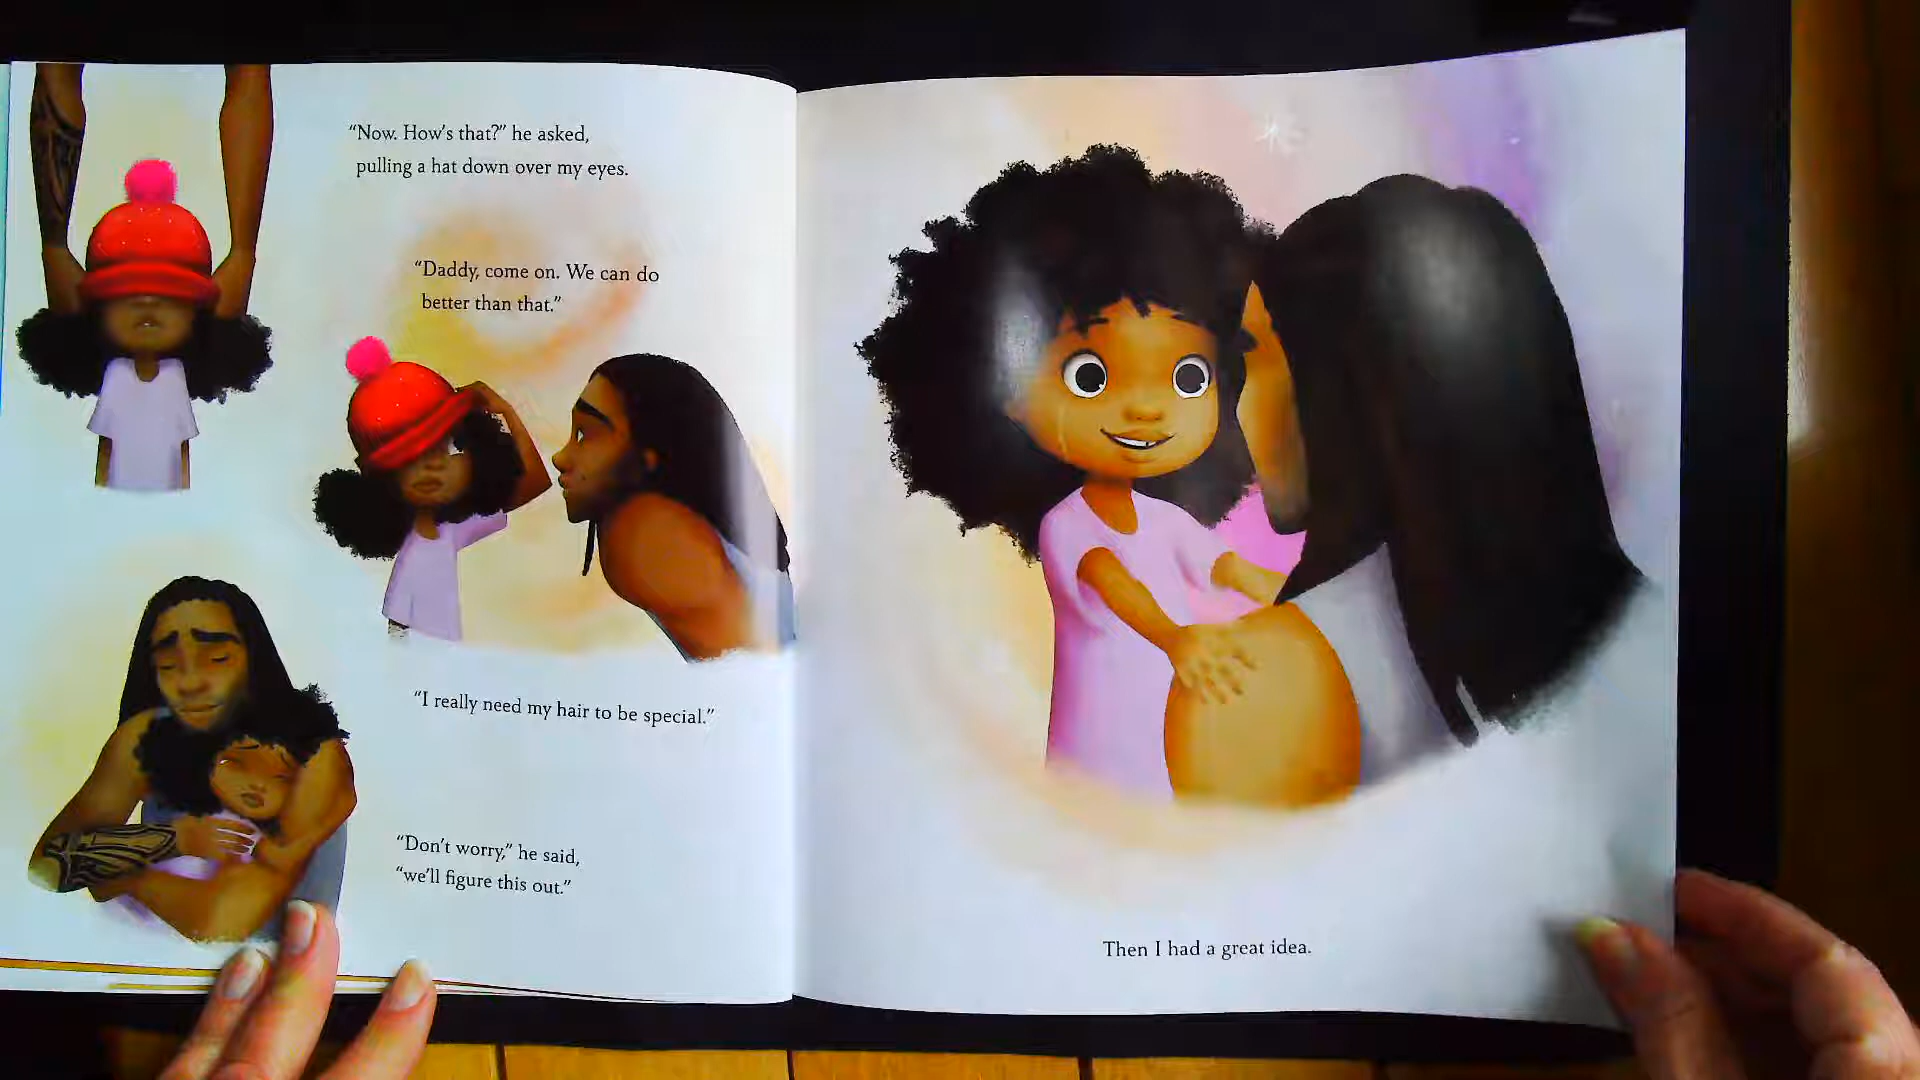 “Now. How’s that?” he asked,
pulling a hat down over my eyes.
“Daddy, come on. We can do
better than that.”
“I really need my hair to be special.”
“Don’t worry,” he said,
“we’ll figure this out.”
Then I had a great idea.